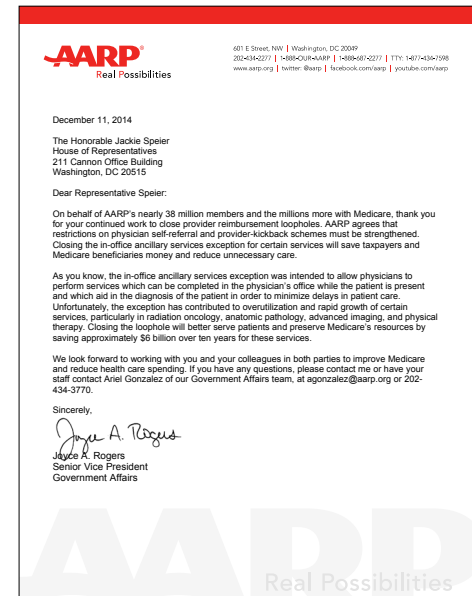 AARP®
Real Possibilities
601 E Street, NW | Washington, DC 20049
202-434-2277 | 1-888-OUR-AARP | 1-888-687-2277 | TTY: 1-877-434-7598
www.aarp.org | twitter: @aarp | facebook.com/aarp | youtube.com/aarp
December 11, 2014
The Honorable Jackie Speier
House of Representatives
211 Cannon Office Building
Washington, DC 20515
Dear Representative Speier:
On behalf of AARP's nearly 38 million members and the millions more with Medicare, thank you
for your continued work to close provider reimbursement loopholes. AARP agrees that
restrictions on physician self-referral and provider-kickback schemes must be strengthened.
Closing the in-office ancillary services exception for certain services will save taxpayers and
Medicare beneficiaries money and reduce unnecessary care.
As you know, the in-office ancillary services exception was intended to allow physicians to
perform services which can be completed in the physician's office while the patient is present
and which aid in the diagnosis of the patient in order to minimize delays in patient care.
Unfortunately, the exception has contributed to overutilization and rapid growth of certain
services, particularly in radiation oncology, anatomic pathology, advanced imaging, and physical
therapy. Closing the loophole will better serve patients and preserve Medicare's resources by
saving approximately $6 billion over ten years for these services.
We look forward to working with you and your colleagues in both parties to improve Medicare
and reduce health care spending. If you have any questions, please contact me or have your
staff contact Ariel Gonzalez of our Government Affairs team, at agonzalez@aarp.org or 202-
434-3770.
Sincerely,
Joyce A. Rogers
Joyce A. Rogers
Senior Vice President
Government Affairs
AARP
Real Possibilities